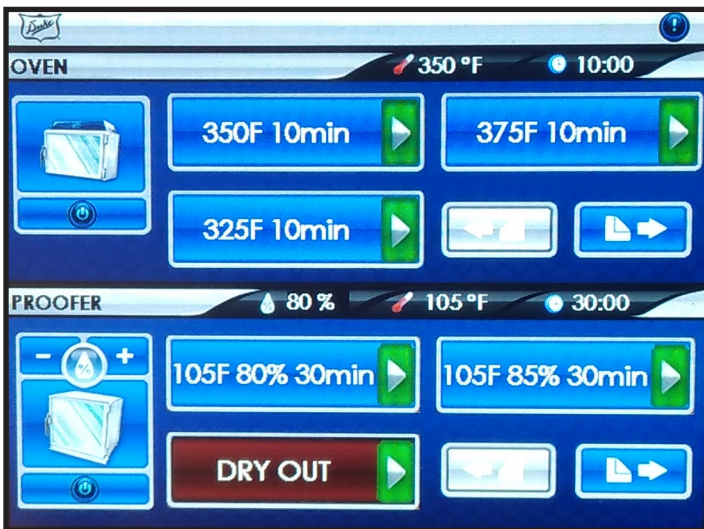 Duke
OVEN 350 °F 10:00
350F 10min 375F 10min
325F 10min
PROOFER 80 % 105 °F 30:00
- % +
105F 80% 30min 105F 85% 30min
DRY OUT